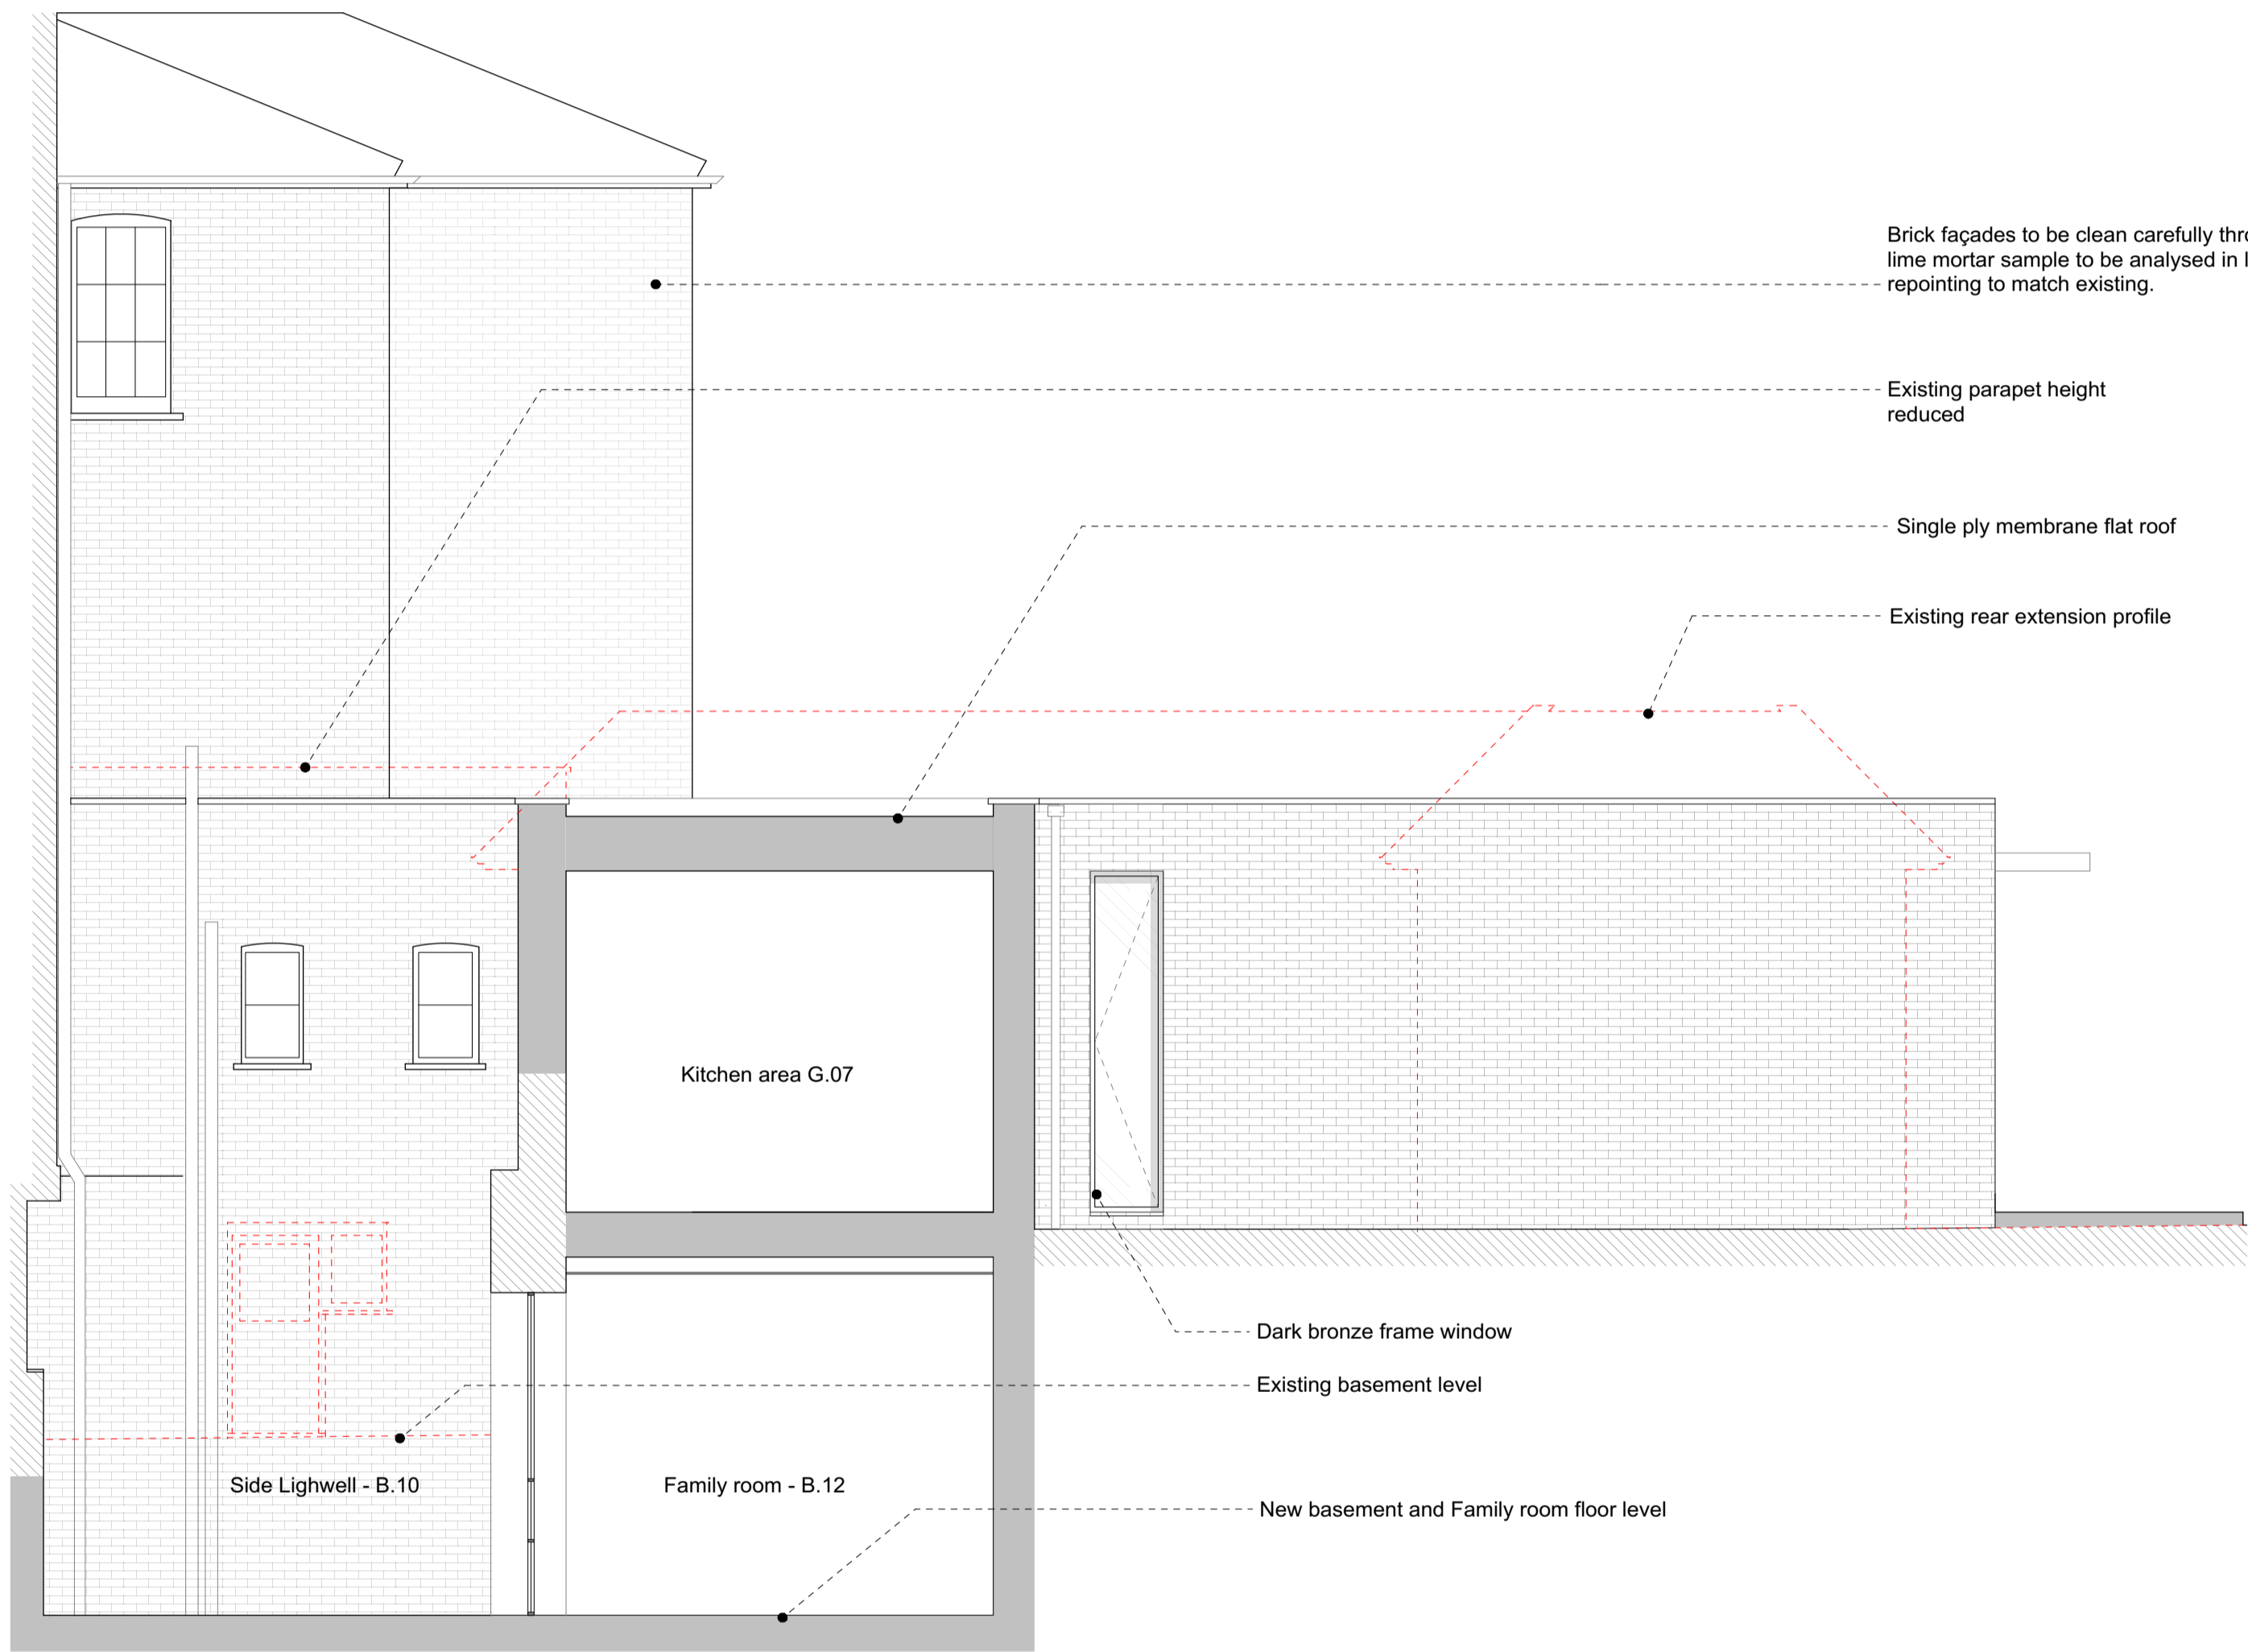 Brick façades to be clean carefully
lime mortar sample to be analysed in
repointing to match existing.
Existing parapet height
reduced
Single ply membrane flat roof
Existing rear extension profile
Kitchen area G.07
Dark bronze frame window
Existing basement level
Side Lighwell - B.10
Family room - B.12
New basement and Family room floor level